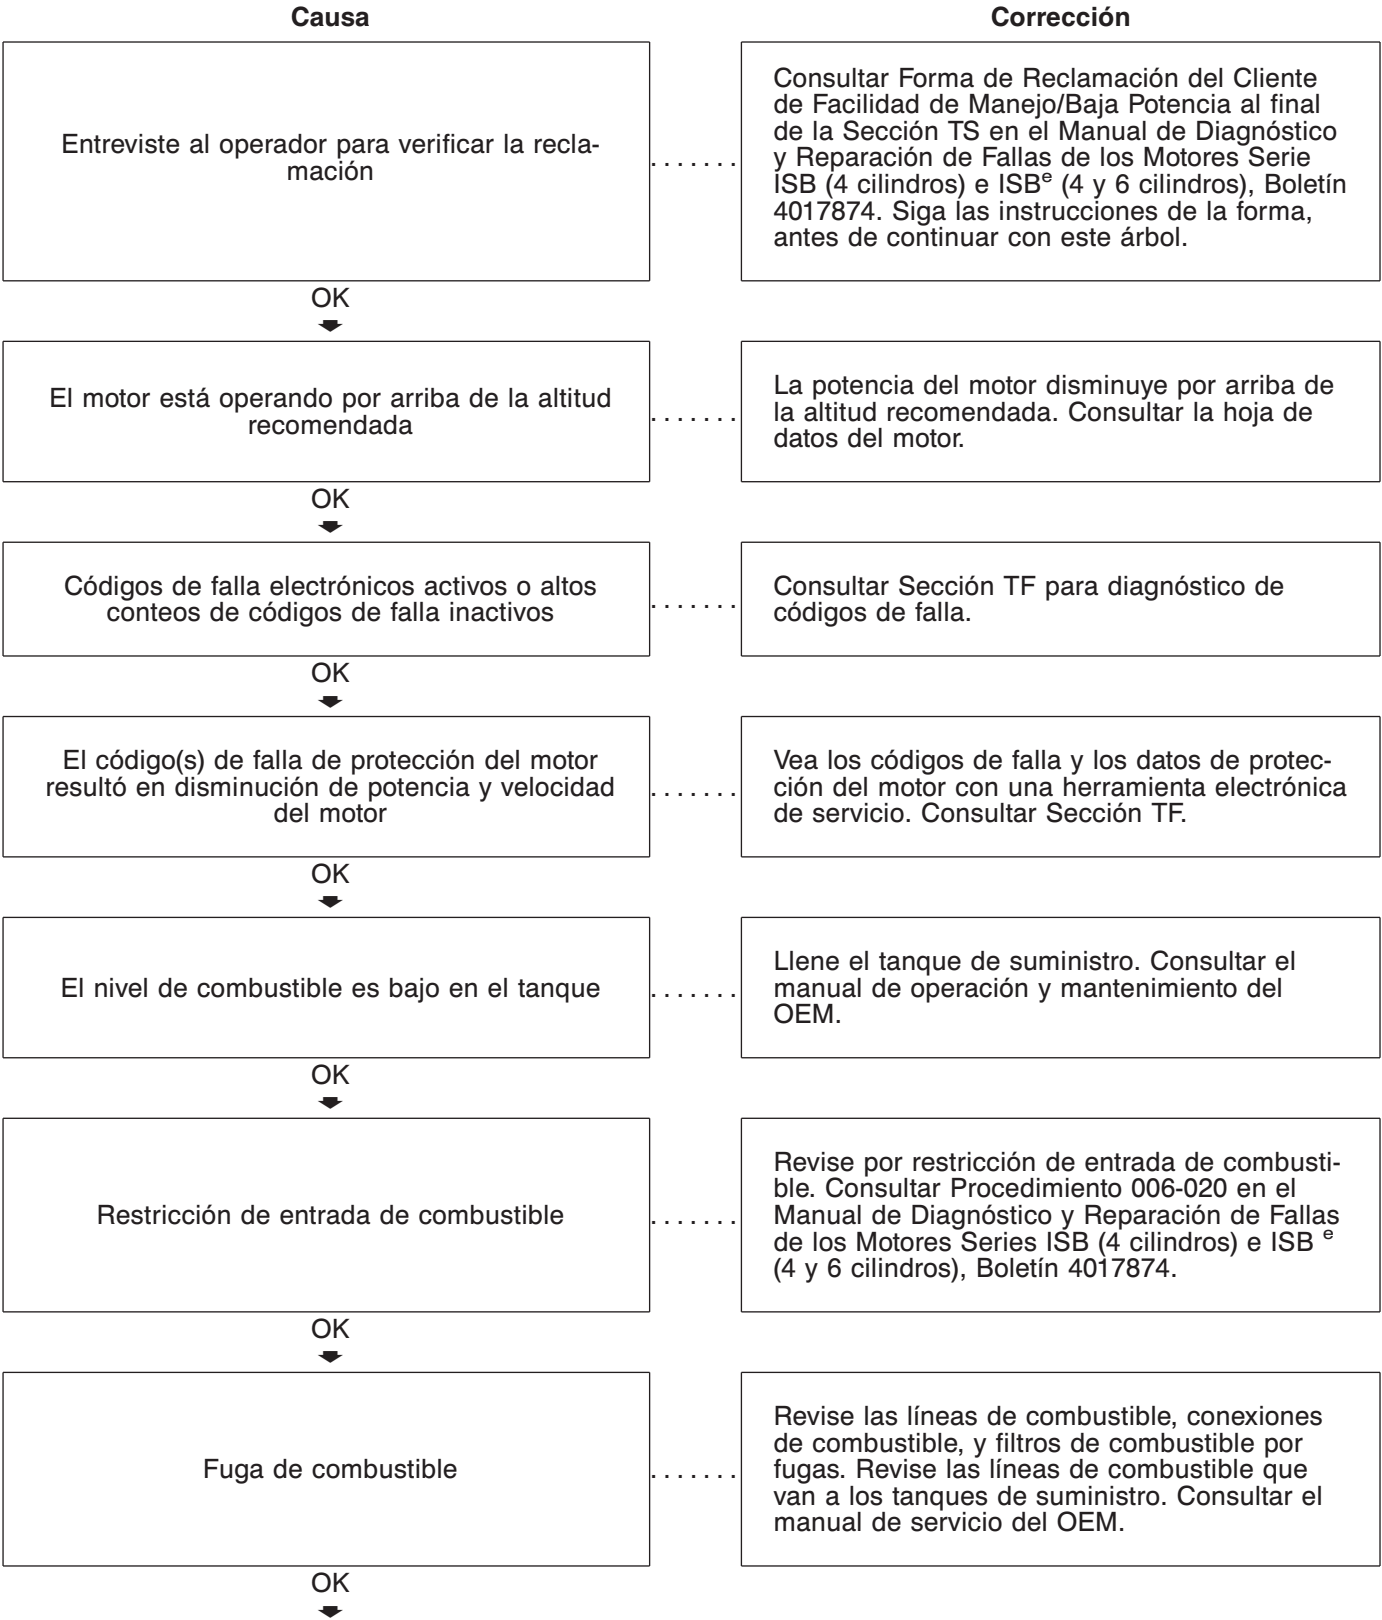 Causa
Corrección
Entreviste al operador para verificar la recla-
mación
.......
Consultar Forma de Reclamación del Cliente
de Facilidad de Manejo/Baja Potencia al final
de la Sección TS en el Manual de Diagnóstico
y Reparación de Fallas de los Motores Serie
ISB (4 cilindros) e ISBe (4 y 6 cilindros), Boletín
4017874. Siga las instrucciones de la forma,
antes de continuar con este árbol.
OK
El motor está operando por arriba de la altitud
recomendada
.......
La potencia del motor disminuye por arriba de
la altitud recomendada. Consultar la hoja de
datos del motor.
OK
Códigos de falla electrónicos activos o altos
conteos de códigos de falla inactivos
.......
Consultar Sección TF para diagnóstico de
códigos de falla.
OK
El código(s) de falla de protección del motor
resultó en disminución de potencia y velocidad
del motor
.......
Vea los códigos de falla y los datos de protec-
ción del motor con una herramienta electrónica
de servicio. Consultar Sección TF.
OK
El nivel de combustible es bajo en el tanque
.......
Llene el tanque de suministro. Consultar el
manual de operación y mantenimiento del
OEM.
OK
Restricción de entrada de combustible
.......
Revise por restricción de entrada de combusti-
ble. Consultar Procedimiento 006-020 en el
Manual de Diagnóstico y Reparación de Fallas
de los Motores Series ISB (4 cilindros) e ISB e
(4 y 6 cilindros), Boletín 4017874.
OK
Fuga de combustible
.......
Revise las líneas de combustible, conexiones
de combustible, y filtros de combustible por
fugas. Revise las líneas de combustible que
van a los tanques de suministro. Consultar el
manual de servicio del OEM.
OK